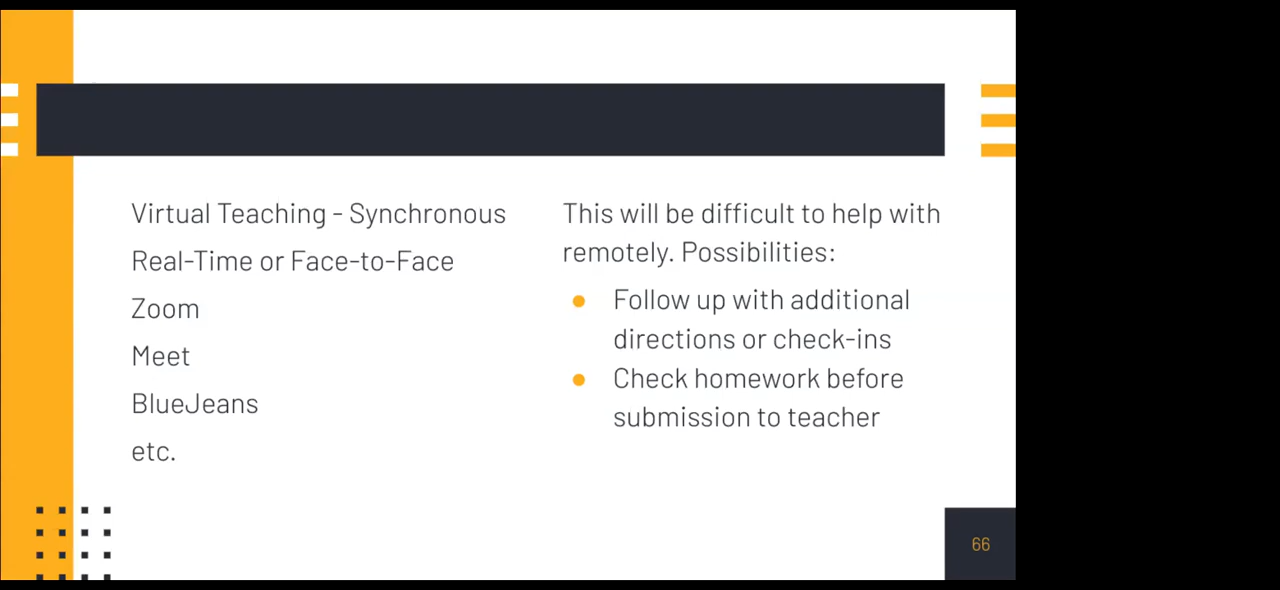 Virtual Teaching - Synchronous
Real-Time or Face-to-Face
Zoom
Meet
BlueJeans
etc.
This will be difficult to help with
remotely. Possibilities:
● Follow up with additional
directions or check-ins
● Check homework before
submission to teacher
66